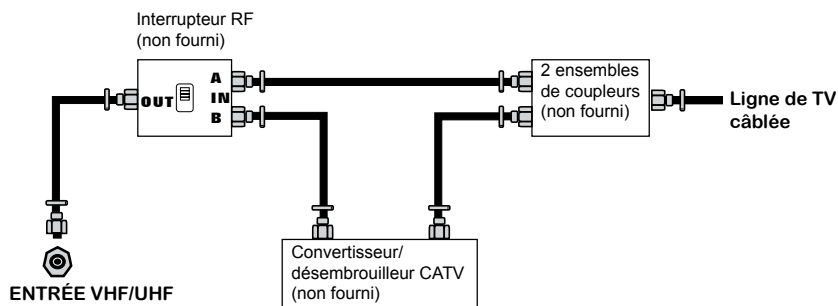 Interrupteur RF
(non fourni)
OUT
A
IN
B
2 ensembles
de coupleurs
(non fourni)
Ligne de TV
câblée
Convertisseur/
désembrouilleur CATV
(non fourni)
ENTRÉE VHF/UHF